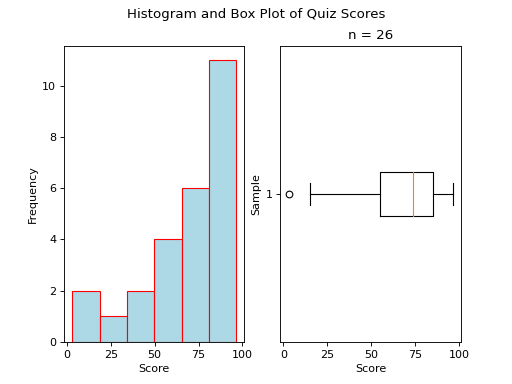 Histogram and Box Plot of Quiz Scores
10
8
6
4
2
0
Frequency
0 25 50 75 100
Score
n = 26
Sample
1
0 25 50 75 100
Score